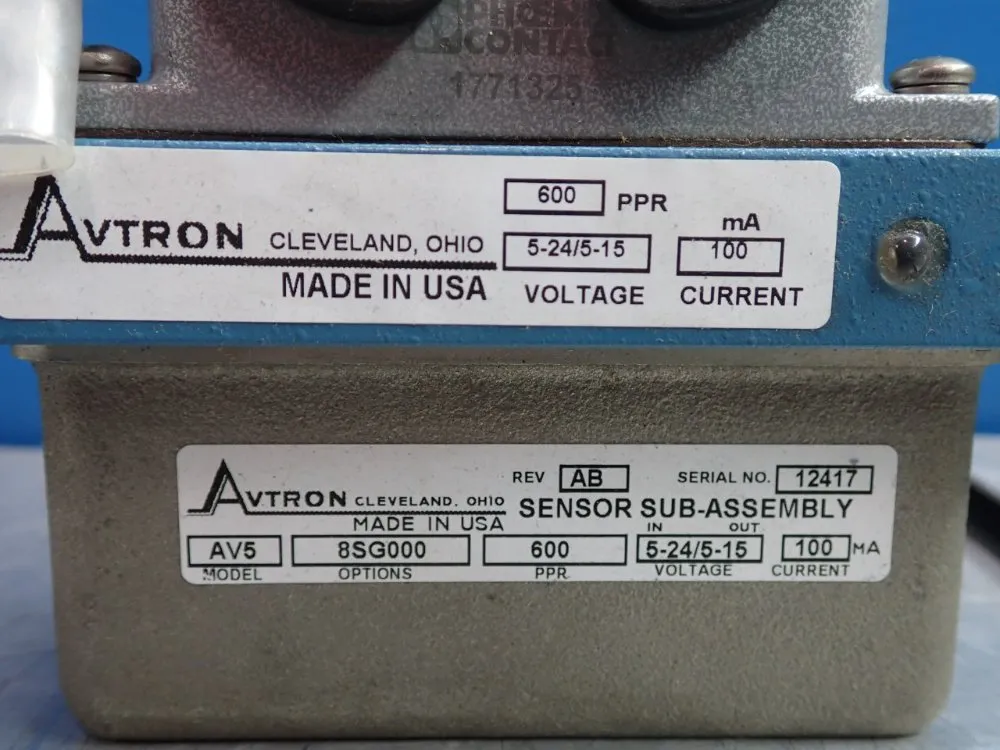 PHOENIX
CONTACT
1771325
600 PPR
AVTRON CLEVELAND, OHIO 5-24/5-15 mA 100
MADE IN USA VOLTAGE CURRENT
AVTRON CLEVELAND. OHIO REV AB SERIAL NO. 12417
MADE IN USA SENSOR SUB-ASSEMBLY
IN OUT
AV5 8SG000 600 5-24/5-15 100 MA
MODEL OPTIONS PPR VOLTAGE CURRENT